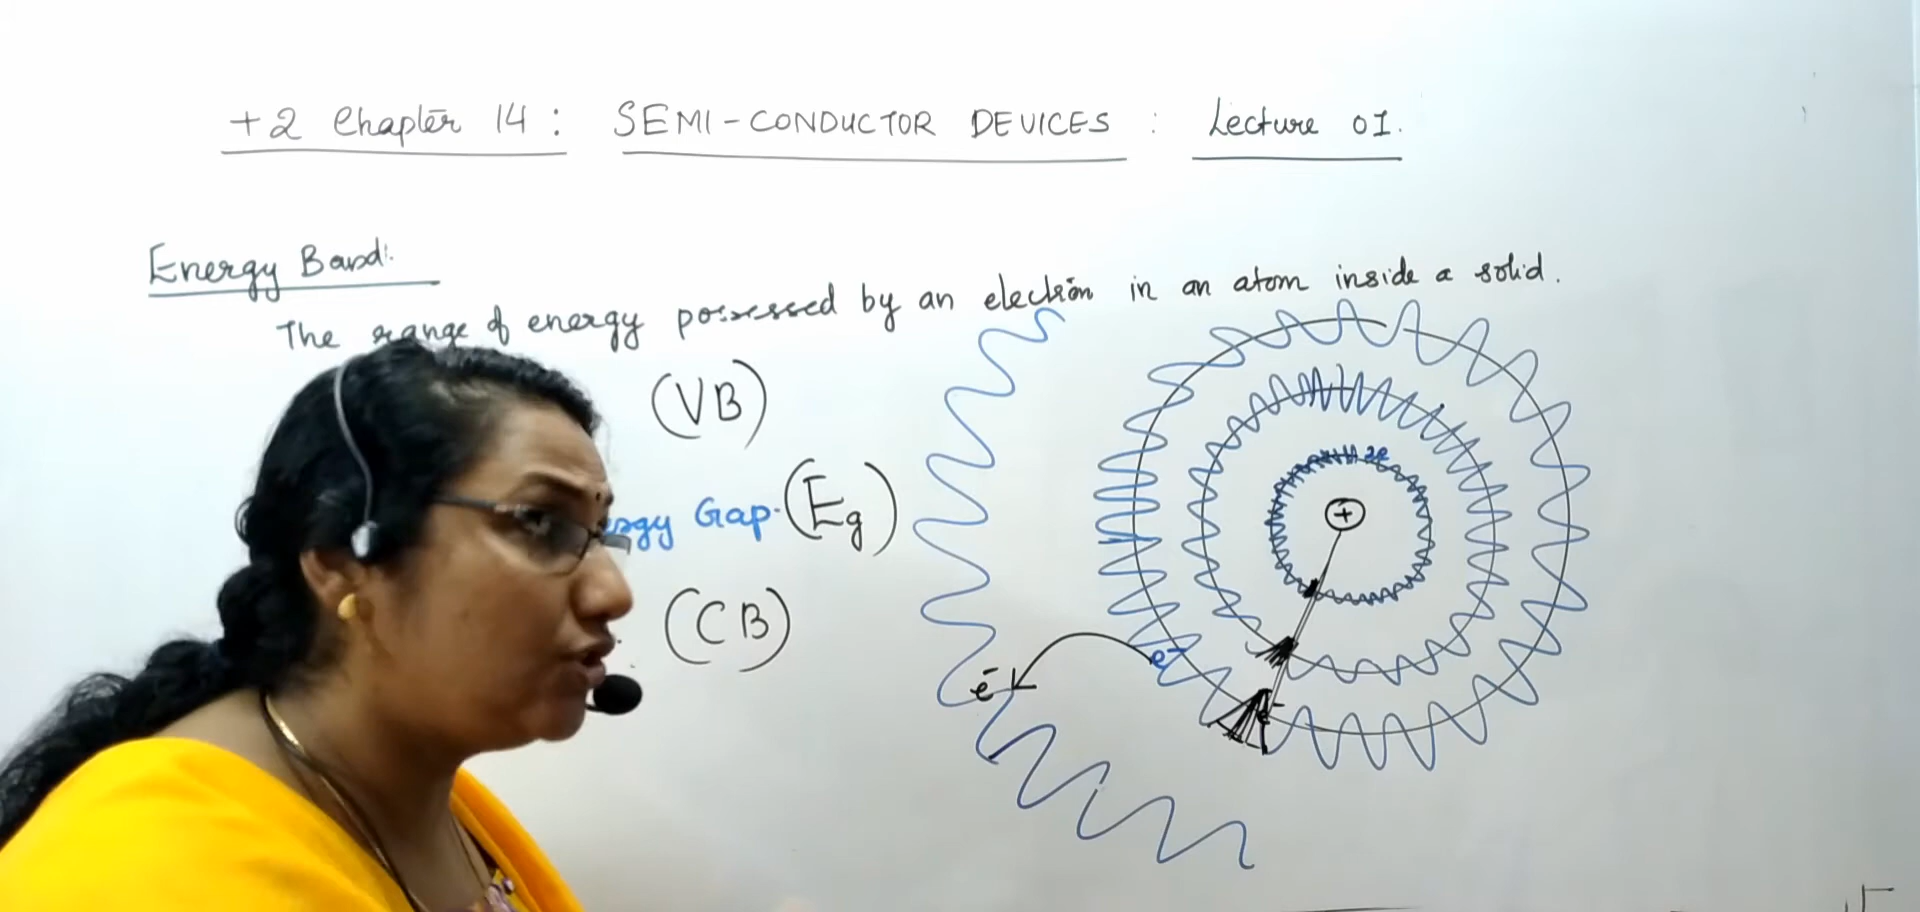 +2 Chapter 14 : SEMI-CONDUCTOR DEVICES : Lecture 01.
Energy Band:
The range of energy possessed by an electron in an atom inside a solid.
(VB)
Gap. (Eg)
(CB)
2e
+
e⁻
e⁻
e⁻